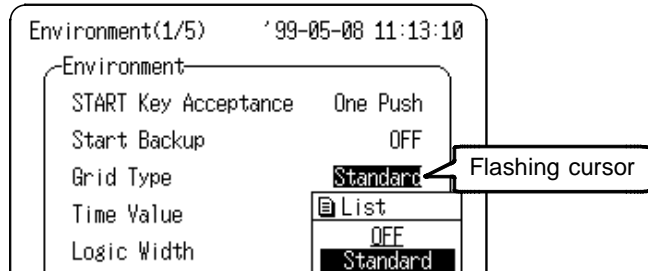 Environment(1/5) '99-05-08 11:13:10
Environment
START Key Acceptance One Push
Start Backup OFF
Grid Type Standard
Flashing cursor
Time Value
List
OFF
Logic Width
Standard